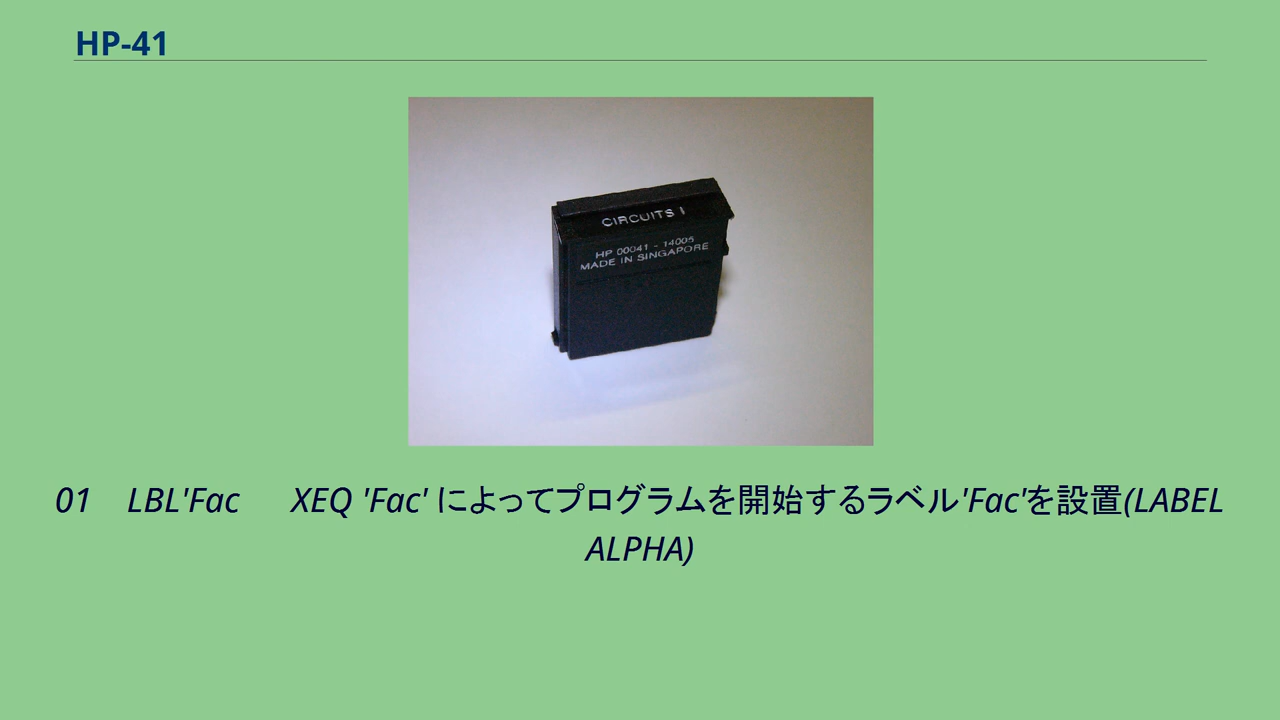 HP-41
CIRCUITS I
HP 00041 - 14005
MADE IN SINGAPORE
01 LBL'Fac XEQ 'Fac' によってプログラムを開始するラベル'Fac'を設置(LABEL
ALPHA)